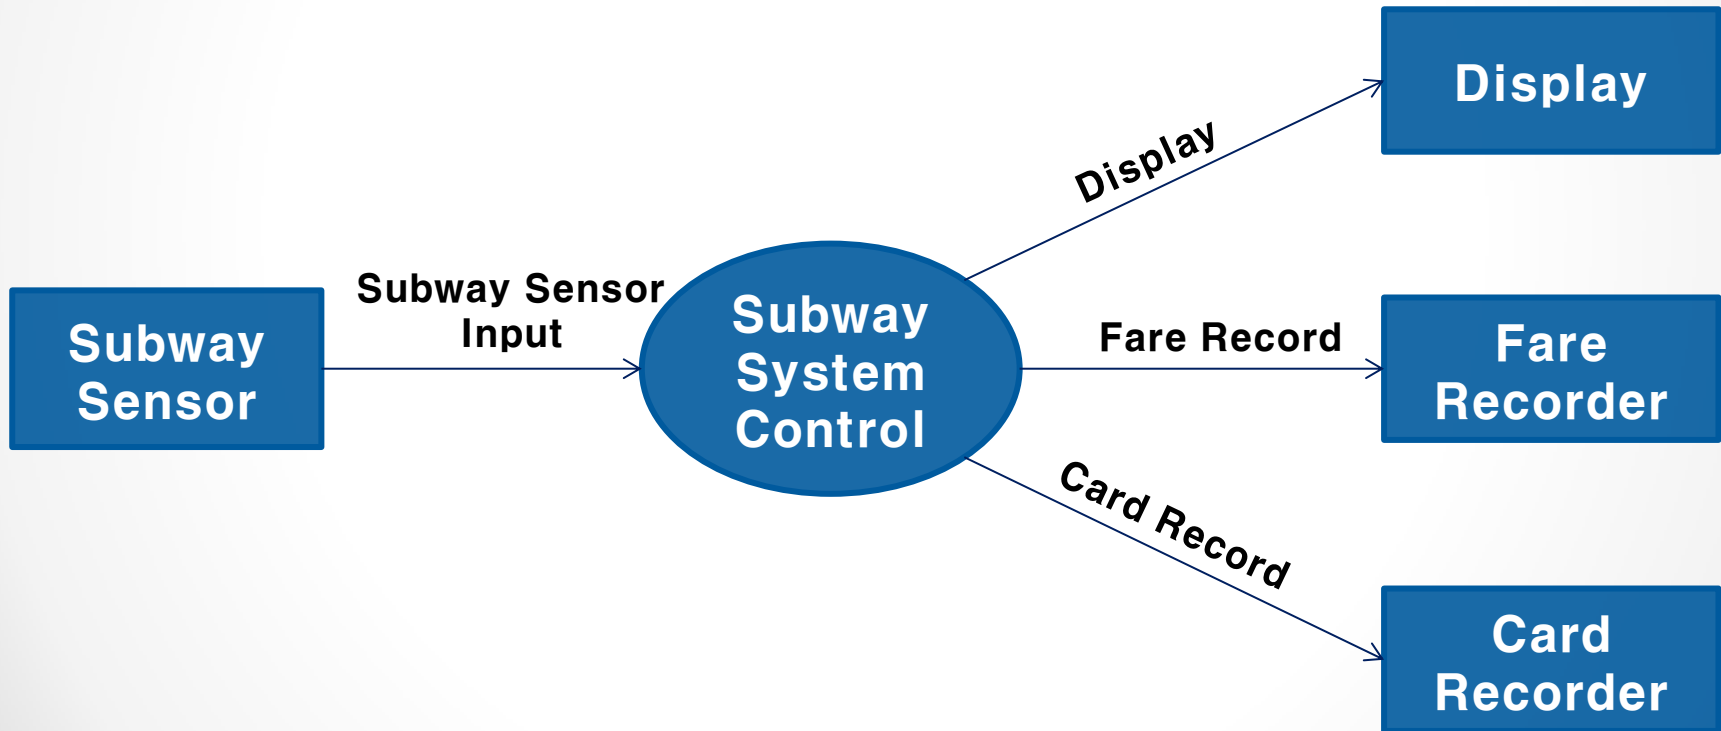 Display
Display
Subway Sensor
Input
Subway
Sensor
Subway
System
Control
Fare Record
Fare
Recorder
Card Record
Card
Recorder